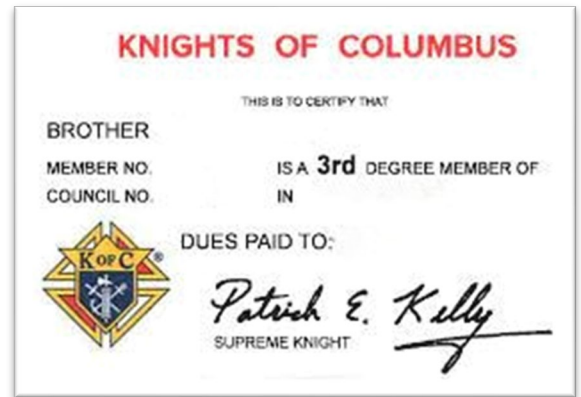 KNIGHTS OF COLUMBUS
THIS IS TO CERTIFY THAT
BROTHER
MEMBER NO. IS A 3rd DEGREE MEMBER OF
COUNCIL NO. IN
K OF C ®
DUES PAID TO:
Patrick E. Kelly
SUPREME KNIGHT